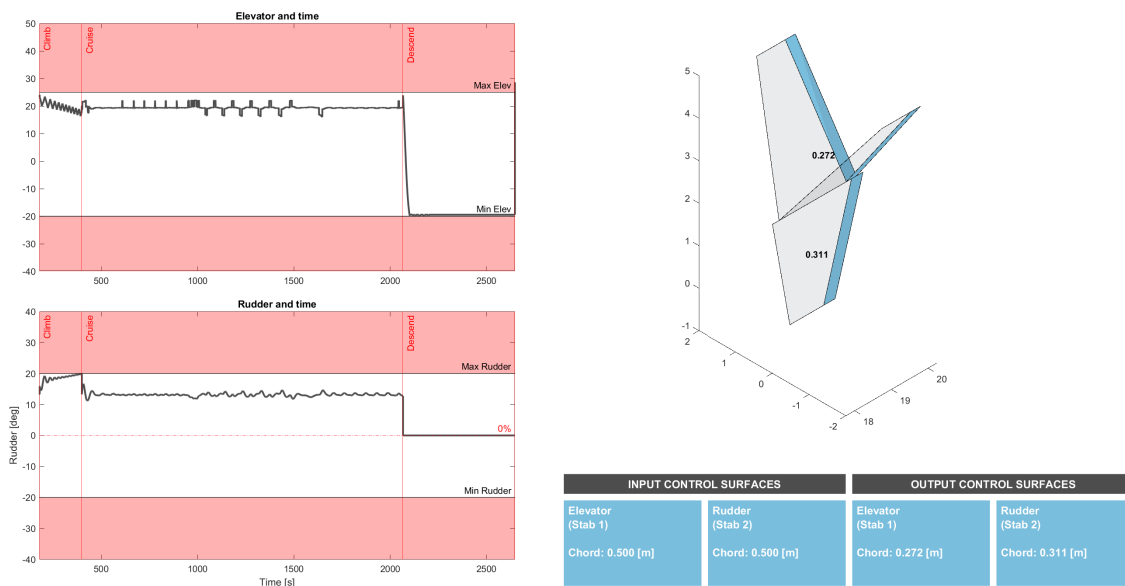 Elevator and time
50
40
30
20
10
0
-10
-20
-30
-40
Climb
Cruise
Descend
Max Elev
Min Elev
500
1000
1500
2000
2500
Rudder and time
40
30
20
10
0
-10
-20
-30
-40
Rudder [deg]
Climb
Cruise
Descend
Max Rudder
0%
Min Rudder
500
1000
1500
2000
2500
Time [s]
5
4
3
2
1
0
-1
2
1
0
-1
-2
18
19
20
0.272
0.311
INPUT CONTROL SURFACES
OUTPUT CONTROL SURFACES
Elevator
(Stab 1)
Chord: 0.500 [m]
Rudder
(Stab 2)
Chord: 0.500 [m]
Elevator
(Stab 1)
Chord: 0.272 [m]
Rudder
(Stab 2)
Chord: 0.311 [m]